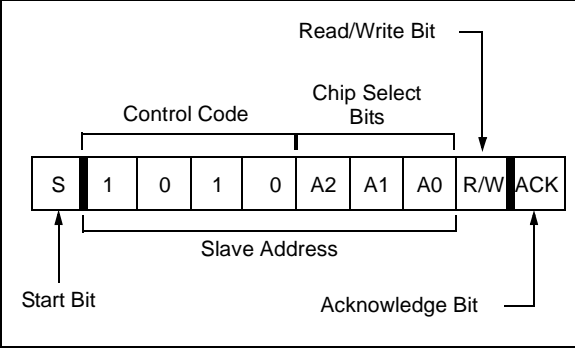 Read/Write Bit
Chip Select
Control Code
Bits
S 1 0 1 0 A2 A1 A0 R/W ACK
Slave Address
Start Bit
Acknowledge Bit